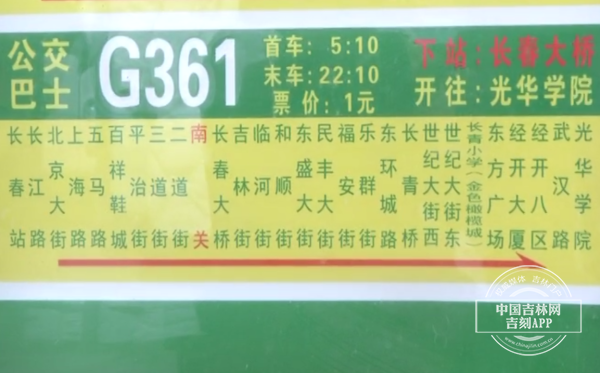 公交巴士
G361
首车: 5:10
末车: 22:10
票价: 1元
下站: 长春大桥
开往: 光华学院
长春站
长江路
北京大街
上海路
五马路
百祥鞋城
平治街
三道街
二道街
南关
长春大桥
吉林街
临河街
和顺街
东盛大街
民丰大街
福安街
乐群街
东环城路
长青桥
世纪大街西
世纪大街东
长青小学(金色橄榄城)
东方广场
经开大厦
经开八区
武汉路
光华学院
中国吉林网
吉刻APP